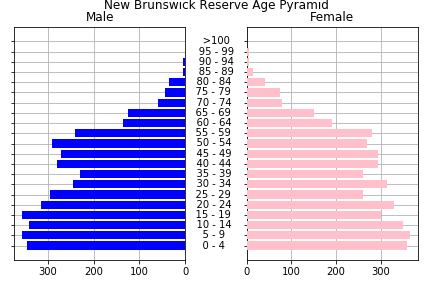 New Brunswick Reserve Age Pyramid
Male Female
>100
95 - 99
90 - 94
85 - 89
80 - 84
75 - 79
70 - 74
65 - 69
60 - 64
55 - 59
50 - 54
45 - 49
40 - 44
35 - 39
30 - 34
25 - 29
20 - 24
15 - 19
10 - 14
5 - 9
0 - 4
300 200 100 0 0 100 200 300